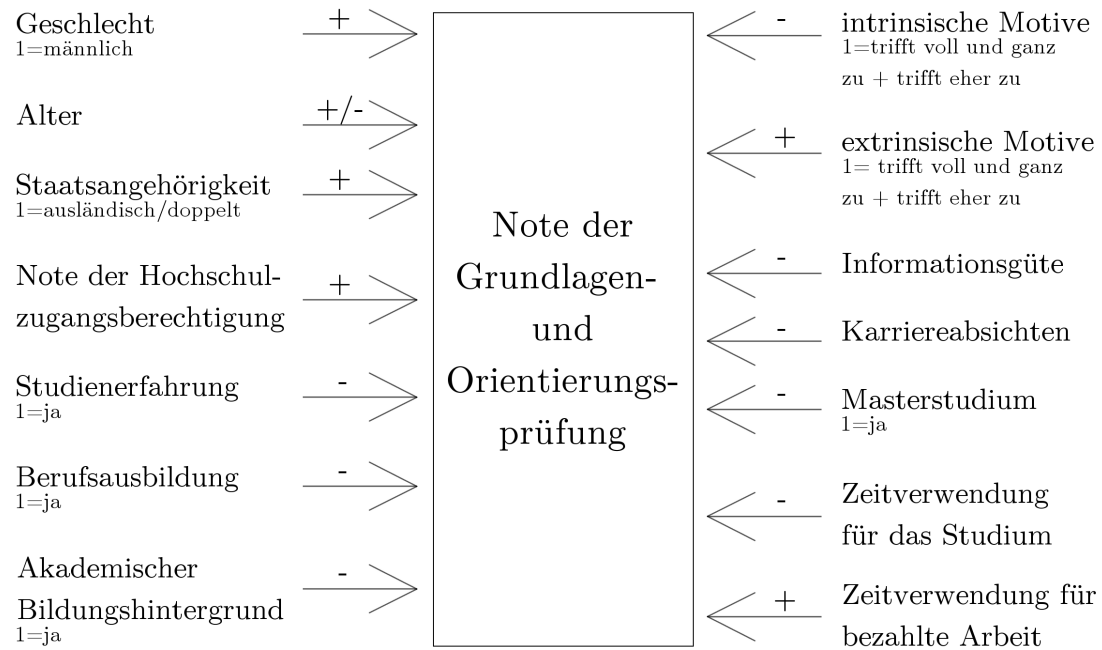 Geschlecht
1=männlich
+
Alter
+/-
Staatsangehörigkeit
1=ausländisch/doppelt
+
Note der Hochschul-
zugangsberechtigung
+
Studienerfahrung
1=ja
-
Berufsausbildung
1=ja
-
Akademischer
Bildungshintergrund
1=ja
-
Note der
Grundlagen-
und
Orientierungs-
prüfung
-
intrinsische Motive
1=trifft voll und ganz
zu + trifft eher zu
+
extrinsische Motive
1= trifft voll und ganz
zu + trifft eher zu
-
Informationsgüte
-
Karriereabsichten
-
Masterstudium
1=ja
-
Zeitverwendung
für das Studium
+
Zeitverwendung für
bezahlte Arbeit